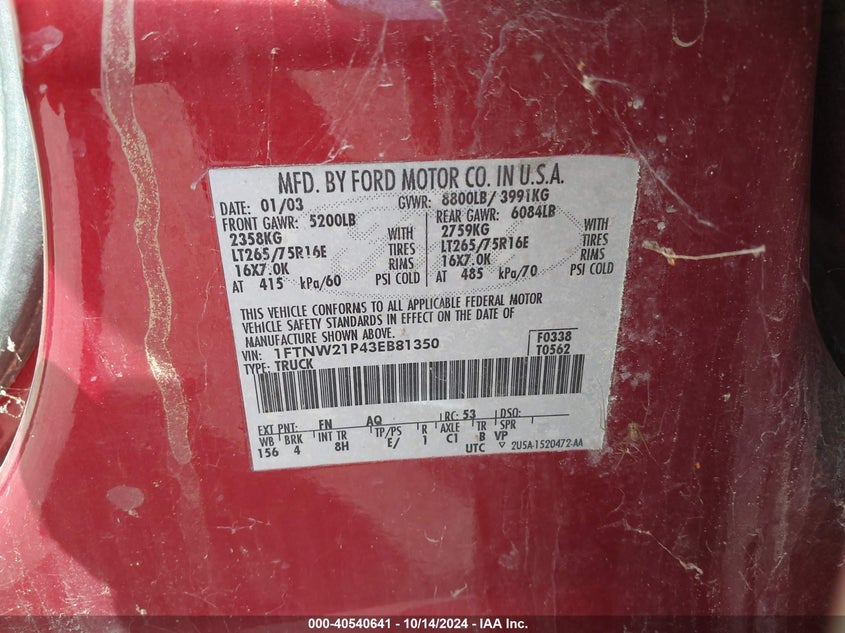 MFD. BY FORD MOTOR CO. IN U.S.A.
DATE: 01/03 GVWR: 8800LB/ 3991KG
FRONT GAWR: 5200LB REAR GAWR: 6084LB
2358KG WITH 2759KG WITH
LT265/75R16E TIRES LT265/75R16E TIRES
16X7.0K RIMS 16X7.0K RIMS
AT 415 kPa/60 PSI COLD AT 485 kPa/70 PSI COLD
THIS VEHICLE CONFORMS TO ALL APPLICABLE FEDERAL MOTOR
VEHICLE SAFETY STANDARDS IN EFFECT ON THE DATE OF
MANUFACTURE SHOWN ABOVE.
VIN: 1FTNW21P43EB81350 F0338
TYPE: TRUCK T0562
EXT PNT: FN AQ RC: 53 DSO:
WB BRK INT TR TP/PS R AXLE TR SPR
156 4 8H E/ 1 C1 B VP
UTC 2U5A-1520472-AA
000-40540641 - 10/14/2024 - IAA Inc.